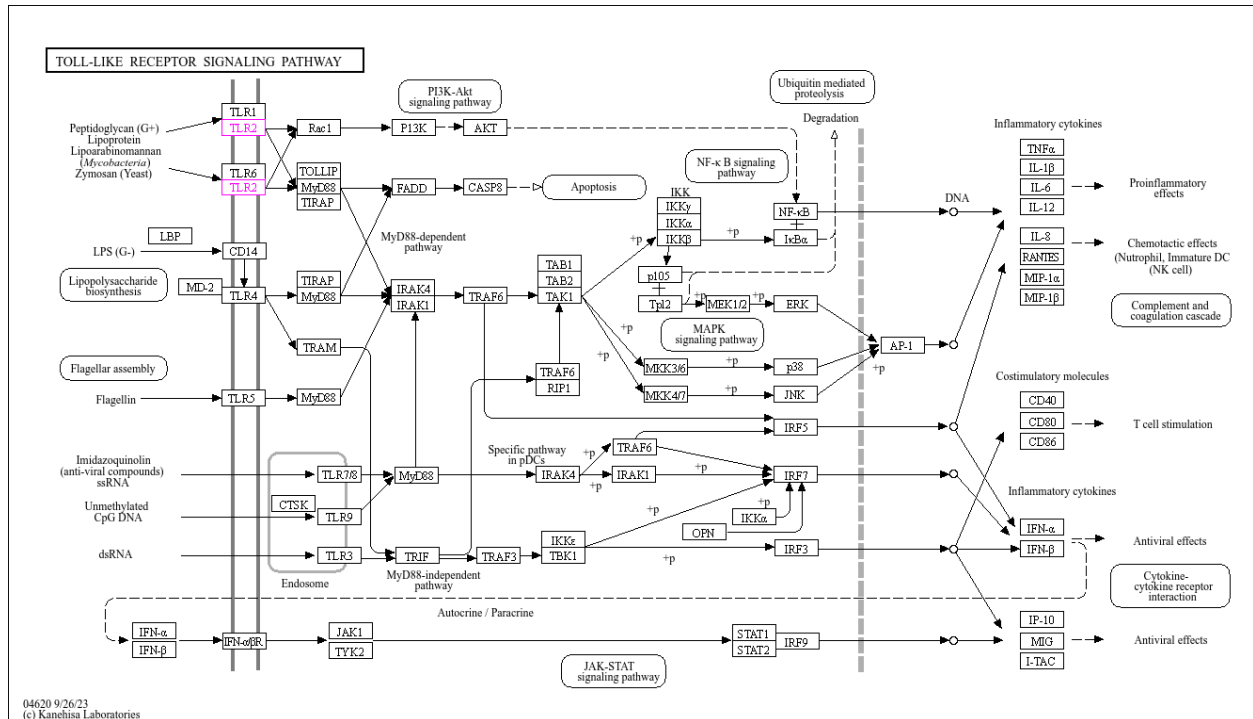 TOLL-LIKE RECEPTOR SIGNALING PATHWAY
PI3K-Akt
signaling pathway
Ubiquitin mediated
proteolysis
Degradation
Inflammatory cytokines
Peptidoglycan (G+)
Lipoprotein
Lipoarabinomannan
(Mycobacteria)
Zymosan (Yeast)
TLR1
TLR2
Rac1
P13K
AKT
TLR6
TLR2
TOLLIP
MyD88
TIRAP
FADD
CASP8
Apoptosis
NF-κ B signaling
pathway
IKK
IKKγ
IKKα
IKKβ
+p
+p
NF-κB
IκBα
DNA
TNFα
IL-1β
IL-6
IL-12
Proinflammatory
effects
IL-8
RANTES
MIP-1α
MIP-1β
Chemotactic effects
(Nutrophil, Immature DC
(NK cell)
Complement and
coagulation cascade
LBP
LPS (G-)
CD14
Lipopolysaccharide
biosynthesis
MD-2
TLR4
TIRAP
MyD88
MyD88-dependent
pathway
IRAK4
IRAK1
TRAF6
TAB1
TAB2
TAK1
p105
Tpl2
+p
MEK1/2
+p
ERK
MAPK
signaling pathway
TRAM
+p
+p
MKK3/6
+p
p38
MKK4/7
+p
JNK
AP-1
+p
Flagellar assembly
Flagellin
TLR5
MyD88
TRAF6
RIP1
IRF5
Costimulatory molecules
CD40
CD80
CD86
T cell stimulation
Imidazoquinolin
(anti-viral compounds)
ssRNA
TLR7/8
MyD88
Specific pathway
in pDCs
IRAK4
+p
+p
TRAF6
IRAK1
+p
IRF7
Unmethylated
CpG DNA
CTSK
TLR9
+p
IKKα
+p
OPN
Inflammatory cytokines
IFN-α
IFN-β
Antiviral effects
dsRNA
TLR3
Endosome
TRIF
MyD88-independent
pathway
TRAF3
IKKε
TBK1
+p
IRF3
Cytokine-
cytokine receptor
interaction
Autocrine / Paracrine
IFN-α
IFN-β
IFN-α/βR
JAK1
TYK2
JAK-STAT
signaling pathway
STAT1
STAT2
IRF9
IP-10
MIG
I-TAC
Antiviral effects
04620 9/26/23
(c) Kanehisa Laboratories